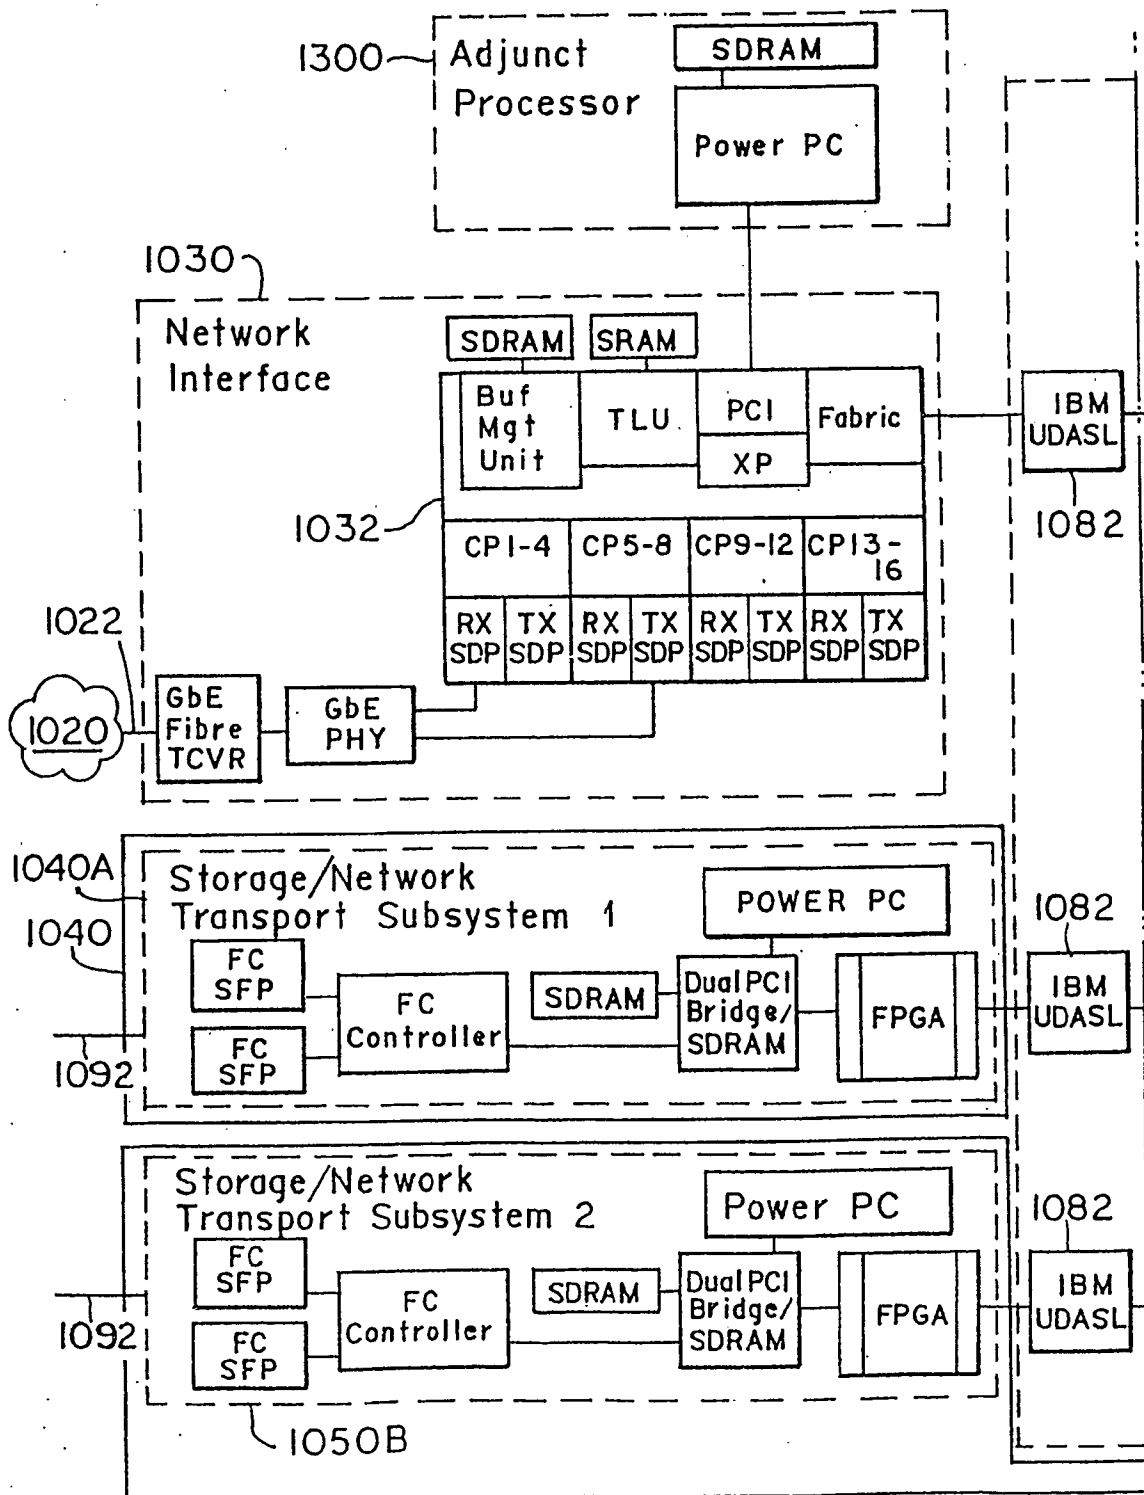 1300
Adjunct
Processor
SDRAM
Power PC
1030
Network
Interface
SDRAM
SRAM
Buf
Mgt
Unit
TLU
PCI
XP
Fabric
IBM
UDASL
1082
1032
CP1-4
CP5-8
CP9-12
CP13-
16
RX
SDP
TX
SDP
RX
SDP
TX
SDP
RX
SDP
TX
SDP
RX
SDP
TX
SDP
1022
1020
GbE
Fibre
TCVR
GbE
PHY
1040A
1040
Storage/Network
Transport Subsystem 1
POWER PC
1082
FC
SFP
FC
SFP
FC
Controller
SDRAM
Dual PCI
Bridge/
SDRAM
FPGA
IBM
UDASL
1092
Storage/Network
Transport Subsystem 2
Power PC
1082
FC
SFP
FC
SFP
FC
Controller
SDRAM
Dual PCI
Bridge/
SDRAM
FPGA
IBM
UDASL
1092
1050B